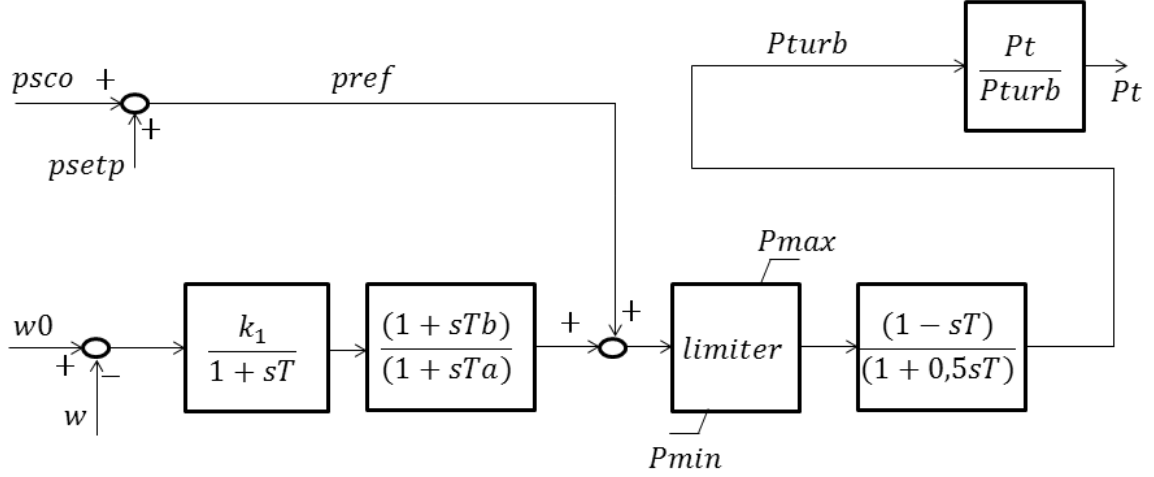 psco +
pref
+
psetp
Pturb
Pt
Pturb
Pt
w0
+
−
w
k₁
1 + sT
(1 + sTb)
(1 + sTa)
+
+
Pmax
limiter
Pmin
(1 − sT)
(1 + 0,5sT)